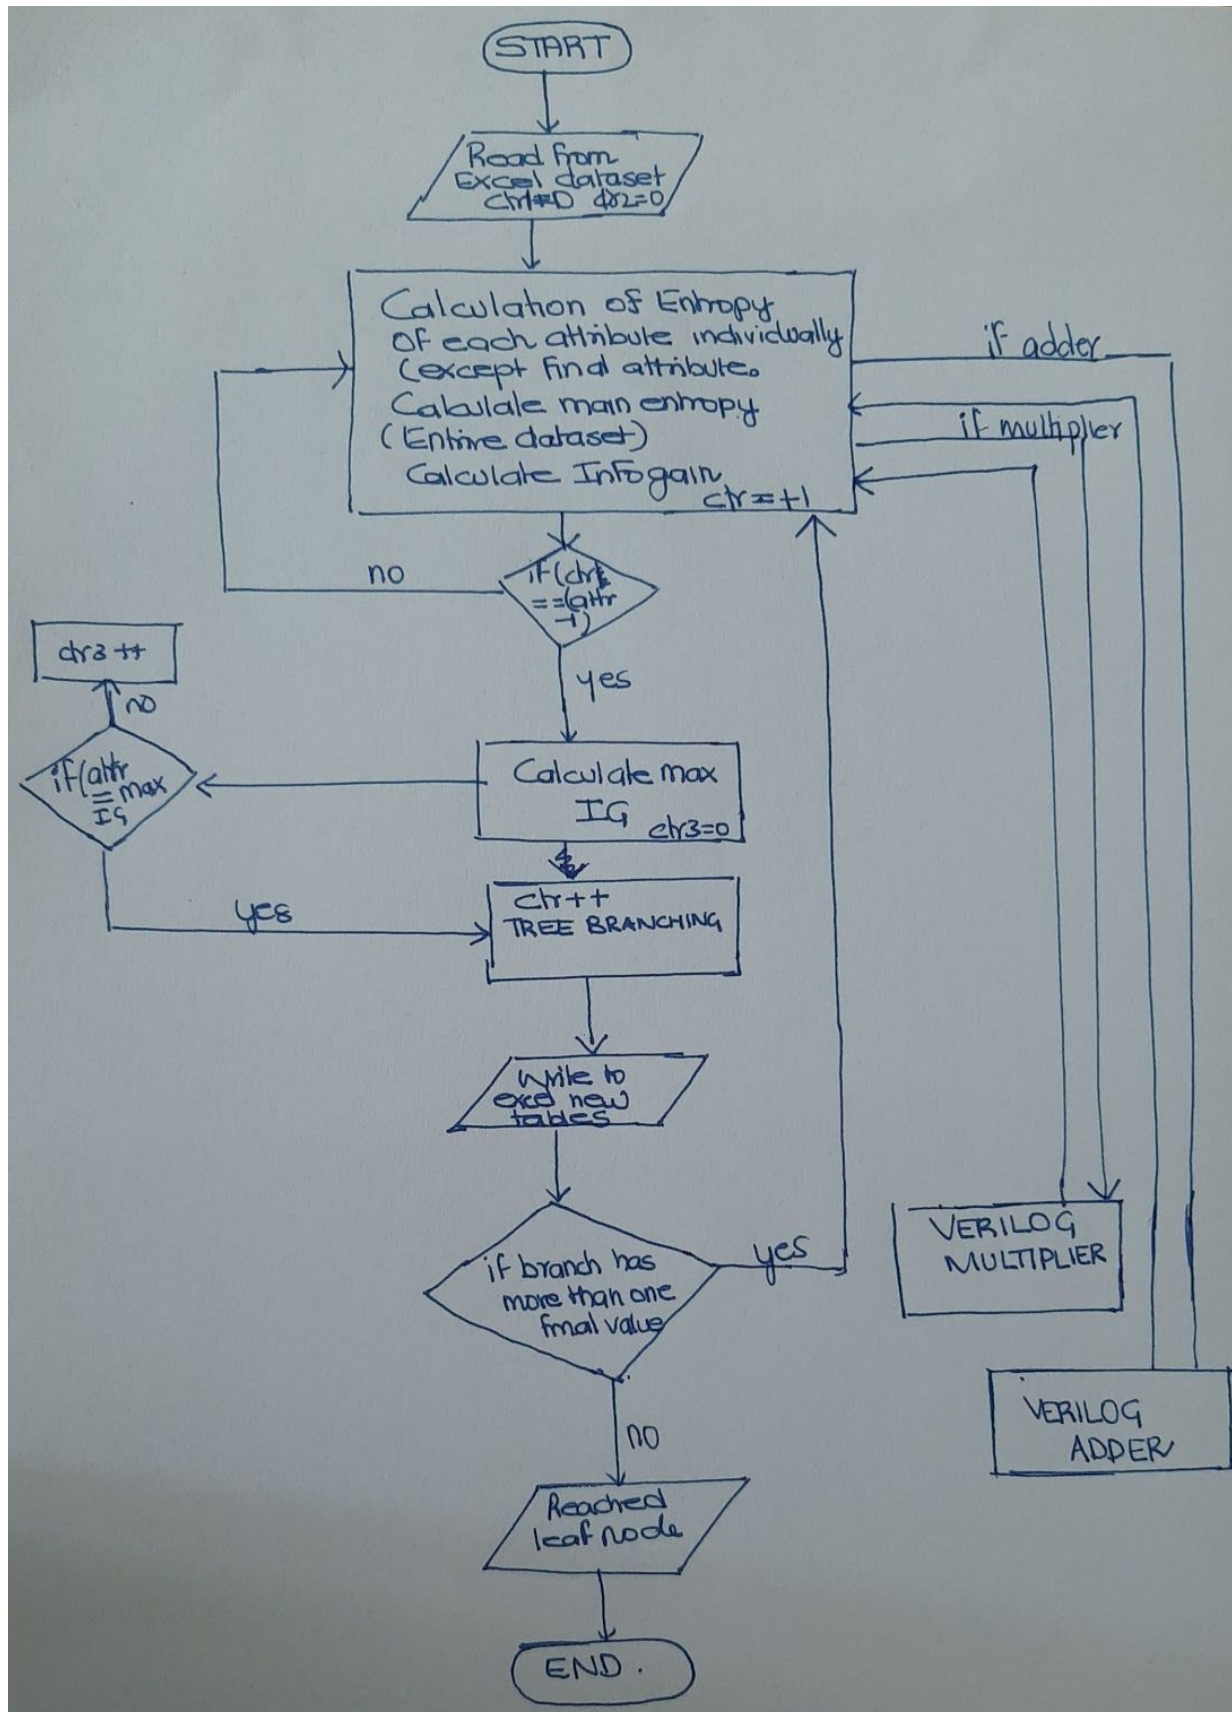 START
Read from
Excel dataset
ctr1=0 ctr2=0
Calculation of Entropy
of each attribute individually
(except final attribute.
Calculate main entropy
(Entire dataset)
Calculate Infogain
ctr=+1
if adder
if multiplier
no
if(ctr
==(attr
-1)
yes
ctr3++
no
if(attr
== max
IG
Calculate max
IG
ctr3=0
yes
ctr++
TREE BRANCHING
Write to
excel new
tables
if branch has
more than one
final value
yes
VERILOG
MULTIPLIER
VERILOG
ADDER
no
Reached
leaf node
END.